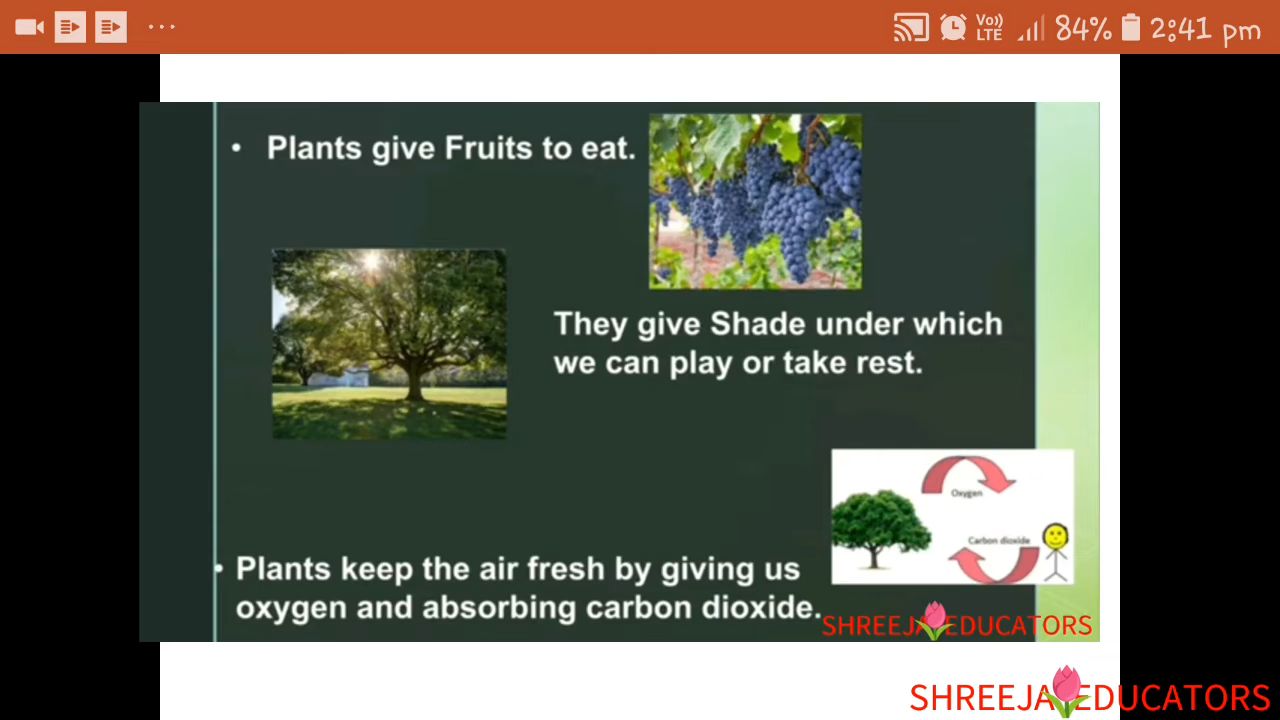 Vo)) LTE 84% 2:41 pm
• Plants give Fruits to eat.
They give Shade under which
we can play or take rest.
Oxygen
Carbon dioxide
• Plants keep the air fresh by giving us
oxygen and absorbing carbon dioxide.
SHREEJA EDUCATORS
SHREEJA EDUCATORS